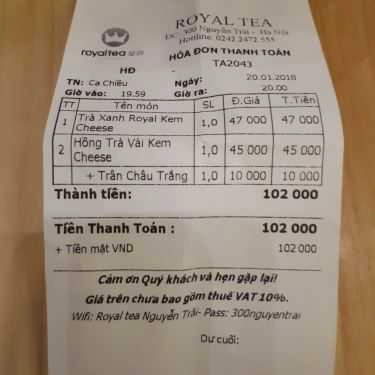 royaltea
ROYAL TEA
ĐC: 300 Nguyễn Trãi - Hà Nội
Hotline: 0242 2472 555
HÓA ĐƠN THANH TOÁN
HĐ - TA2043
TN: Ca Chiều Ngày: 20.01.2018
Giờ vào: 19.59 Giờ ra: 20.00
TT Tên món SL Đ.Giá T.Tiền
1 Trà Xanh Royal Kem Cheese 1,0 47 000 47 000
2 Hồng Trà Vải Kem Cheese 1,0 45 000 45 000
+ Trân Châu Trắng 1,0 10 000 10 000
Thành tiền: 102 000
Tiền Thanh Toán : 102 000
+ Tiền mặt VND 102 000
Cảm ơn Quý khách và hẹn gặp lại!
Giá trên chưa bao gồm thuế VAT 10%.
Wifi: Royal tea Nguyễn Trãi- Pass: 300nguyentrai
Dư cuối: